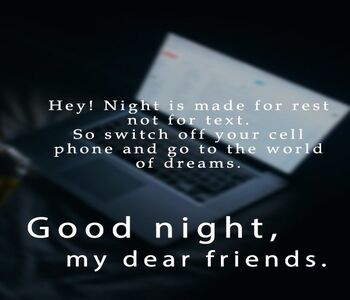 Hey! Night is made for rest
not for text.
So switch off your cell
phone and go to the world
of dreams.
Good night,
my dear friends.